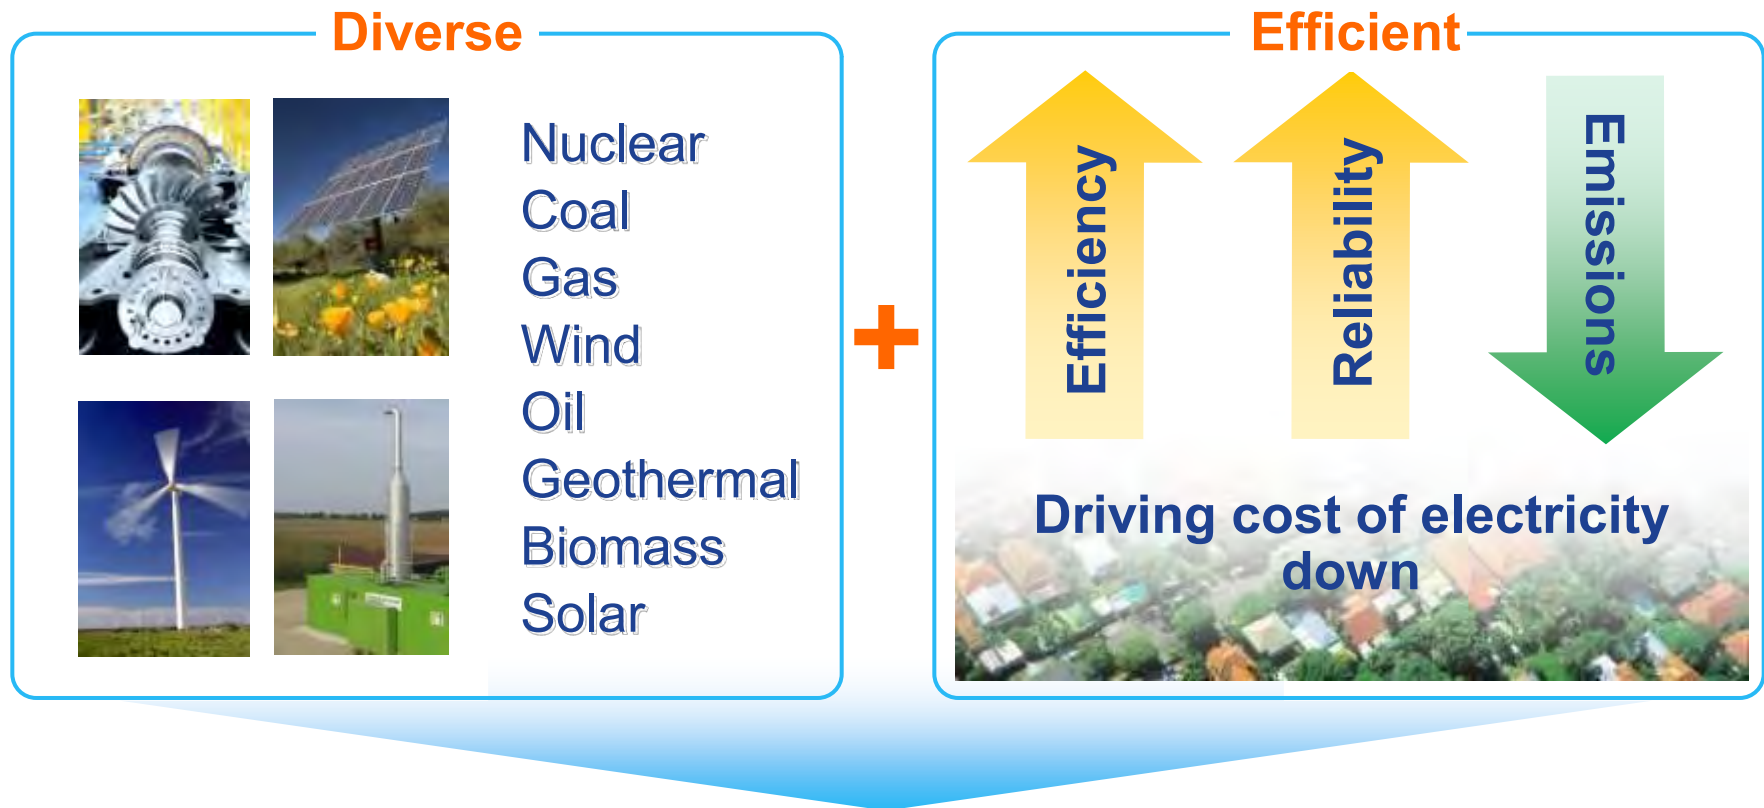 Diverse
Nuclear
Coal
Gas
Wind
Oil
Geothermal
Biomass
Solar
+
Efficient
Efficiency
Reliability
Emissions
Driving cost of electricity
down